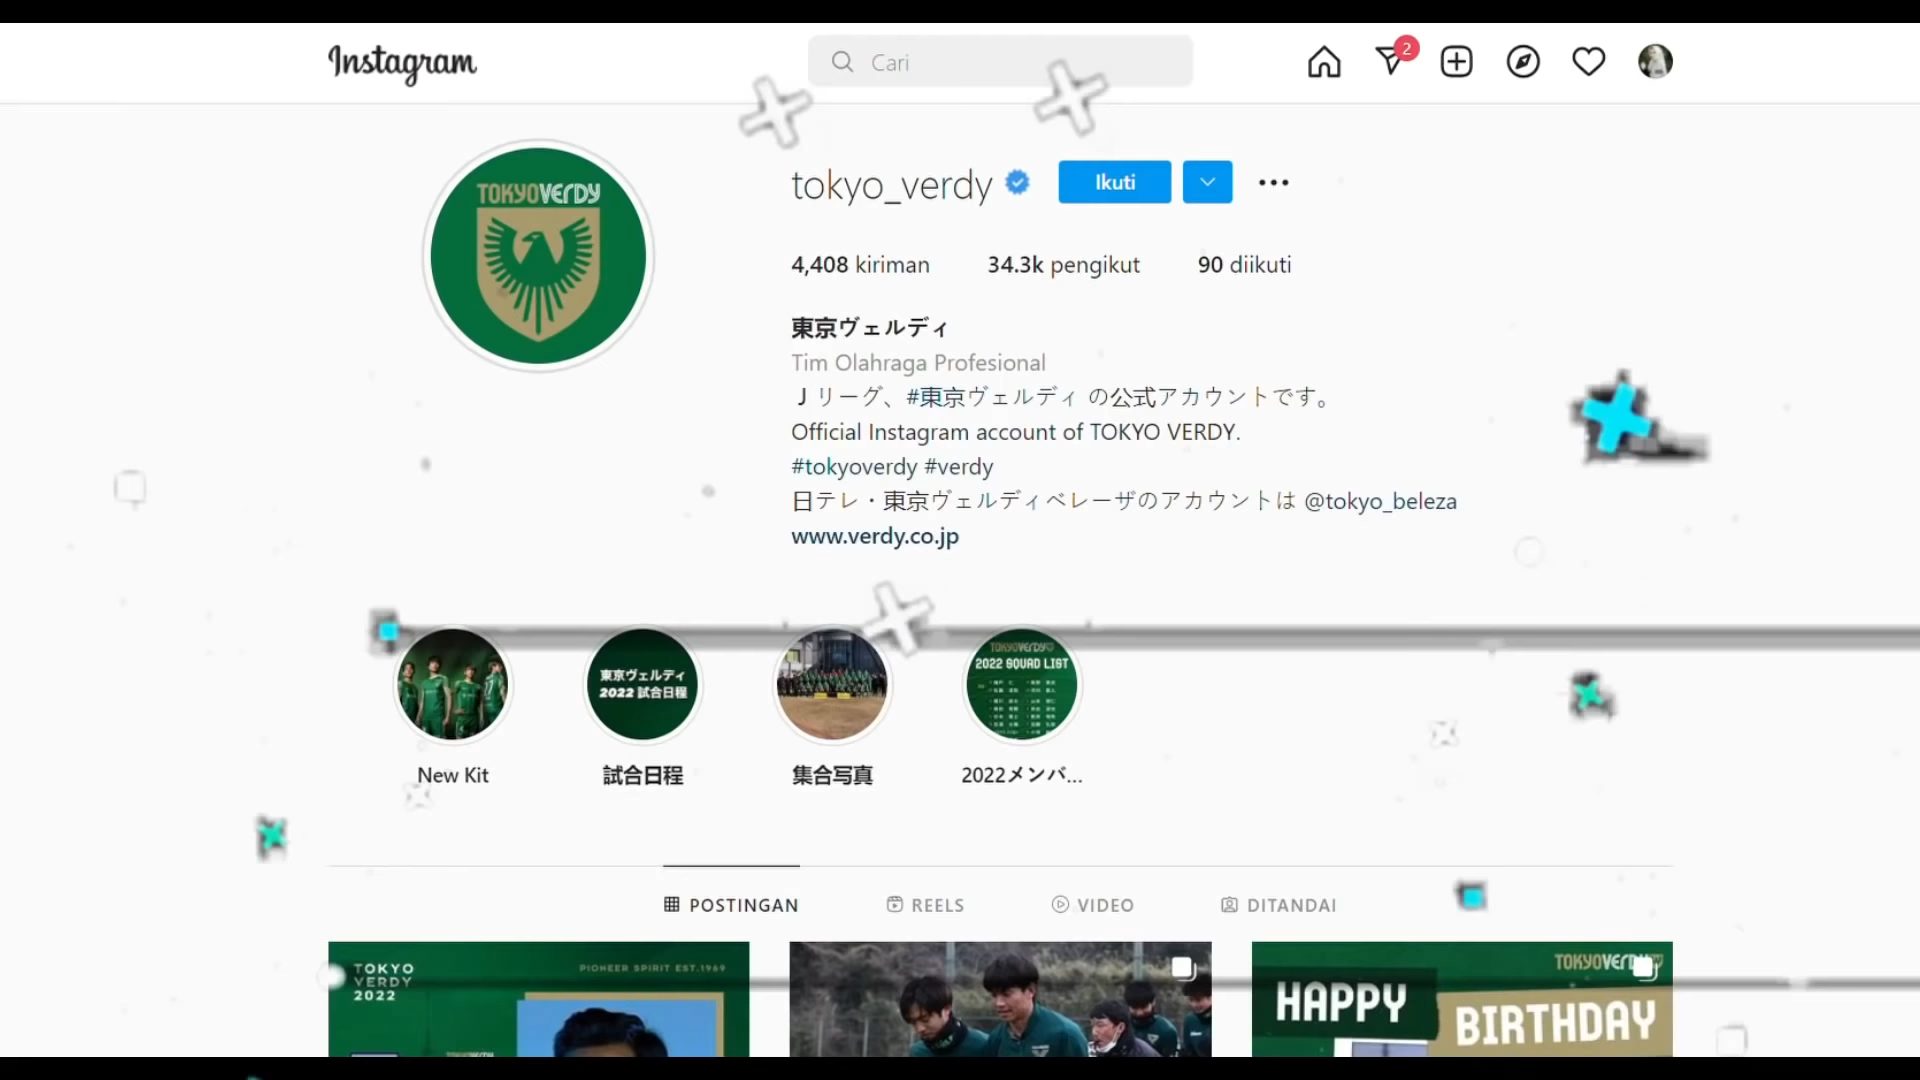 Instagram
Cari
2
TOKYOVERDY
tokyo_verdy
Ikuti
4,408 kiriman 34.3k pengikut 90 diikuti
東京ヴェルディ
Tim Olahraga Profesional
Jリーグ、#東京ヴェルディ の公式アカウントです。
Official Instagram account of TOKYO VERDY.
#tokyoverdy #verdy
日テレ・東京ヴェルディベレーザのアカウントは @tokyo_beleza
www.verdy.co.jp
東京ヴェルディ
2022 試合日程
TOKYOVERDY
2022 SQUAD LIST
New Kit
試合日程
集合写真
2022メンバ...
POSTINGAN
REELS
VIDEO
DITANDAI
TOKYO
VERDY
2022
PIONEER SPIRIT EST.1969
TOKYOVERDY
HAPPY
BIRTHDAY